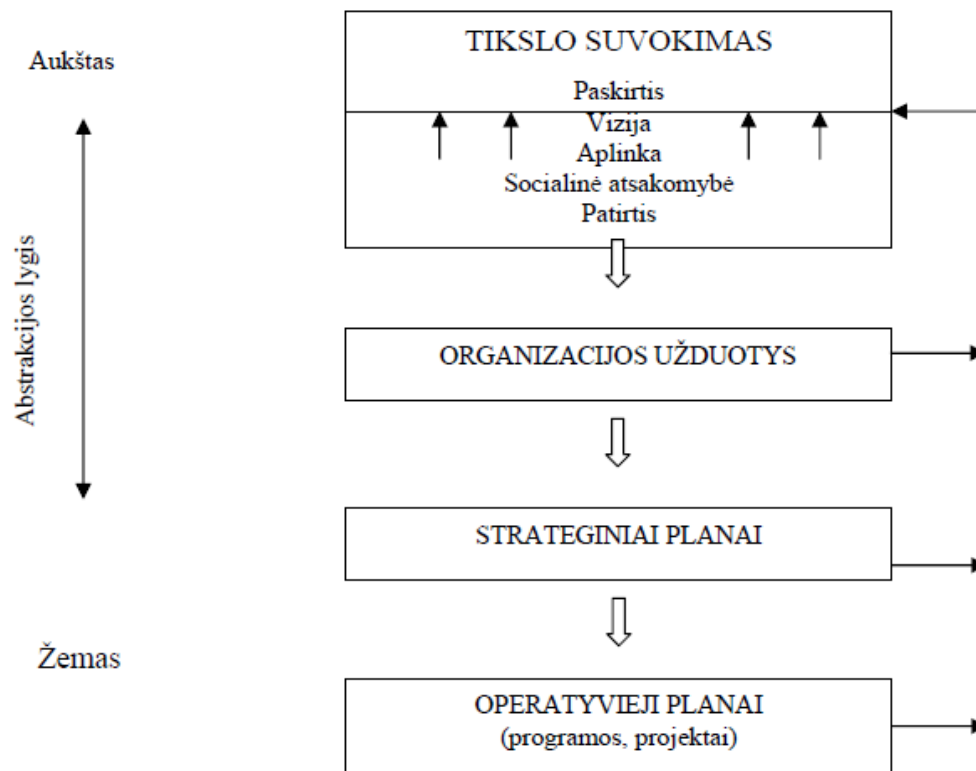 TIKSLO SUVOKIMAS
Aukštas
Paskirtis
Vizija
Aplinka
Socialinė atsakomybė
Patirtis
Abstrakcijos lygis
ORGANIZACIJOS UŽDUOTYS
STRATEGINIAI PLANAI
Žemas
OPERATYVIEJI PLANAI
(programos, projektai)